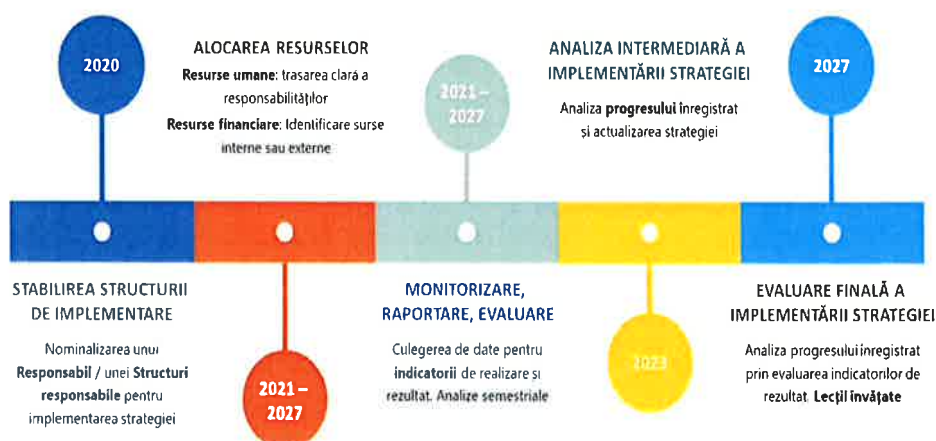 2020
STABILIREA STRUCTURII
DE IMPLEMENTARE
Nominalizarea unui
Responsabil / unei Structuri
responsabile pentru
implementarea strategiei
ALOCAREA RESURSELOR
Resurse umane: trasarea clară a
responsabilităților
Resurse financiare: Identificare surse
interne sau externe
2021 –
2027
2021 –
2027
MONITORIZARE,
RAPORTARE, EVALUARE
Culegerea de date pentru
indicatorii de realizare și
rezultat. Analize semestriale
ANALIZA INTERMEDIARĂ A
IMPLEMENTĂRII STRATEGIEI
Analiza progresului înregistrat
și actualizarea strategiei
2023
2027
EVALUARE FINALĂ A
IMPLEMENTĂRII STRATEGIEI
Analiza progresului înregistrat
prin evaluarea indicatorilor de
rezultat. Lecții învățate